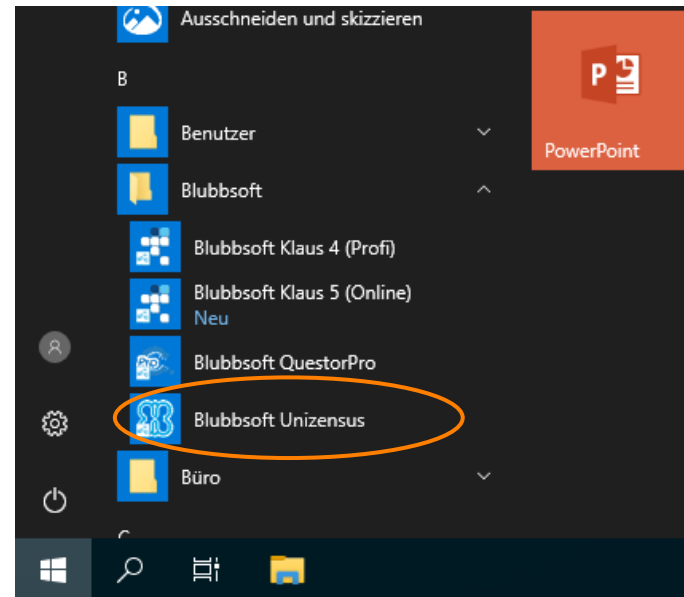 Ausschneiden und skizzieren
B
Benutzer
PowerPoint
Blubbsoft
Blubbsoft Klaus 4 (Profi)
Blubbsoft Klaus 5 (Online)
Neu
Blubbsoft QuestorPro
Blubbsoft Unizensus
Büro